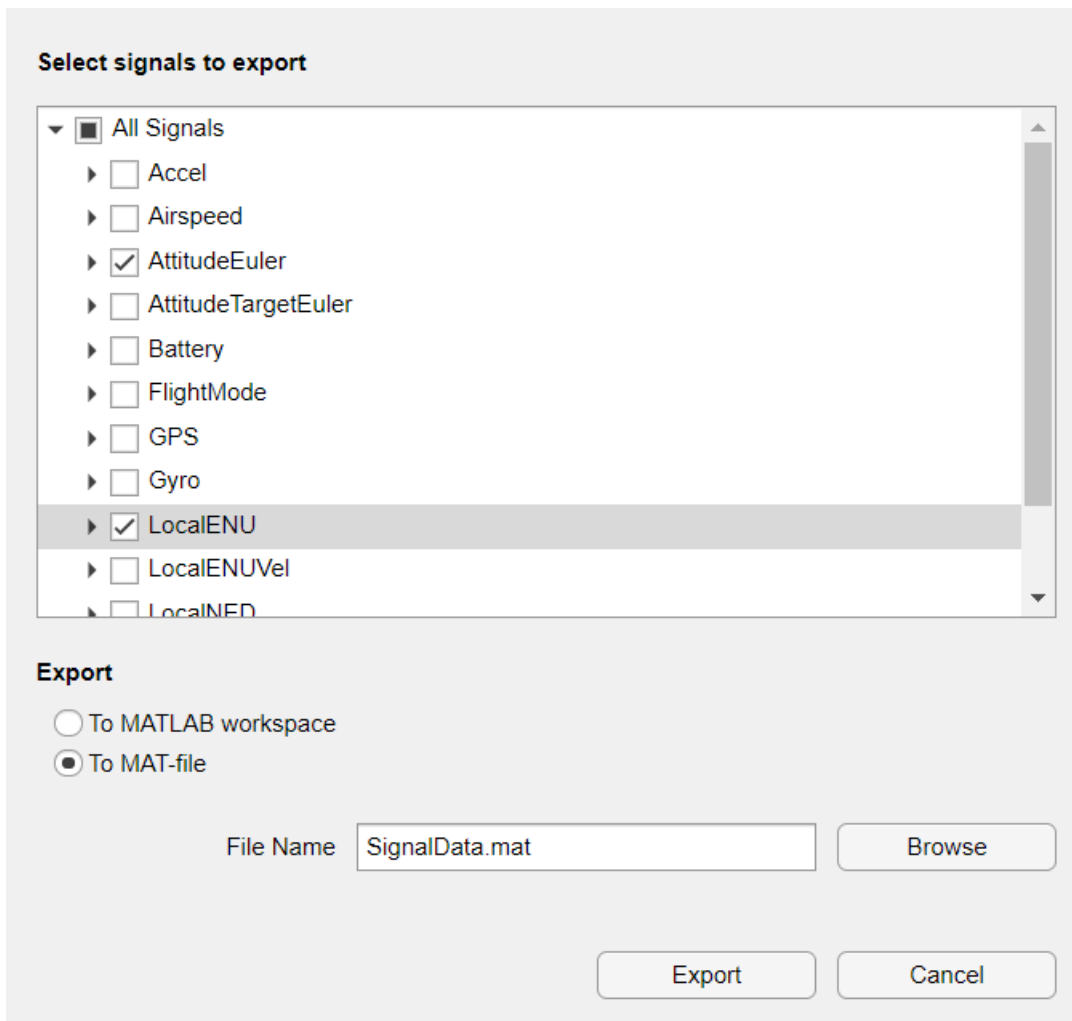 Select signals to export
All Signals
Accel
Airspeed
AttitudeEuler
AttitudeTargetEuler
Battery
FlightMode
GPS
Gyro
LocalENU
LocalENUVel
LocalNED
Export
To MATLAB workspace
To MAT-file
File Name SignalData.mat Browse
Export Cancel